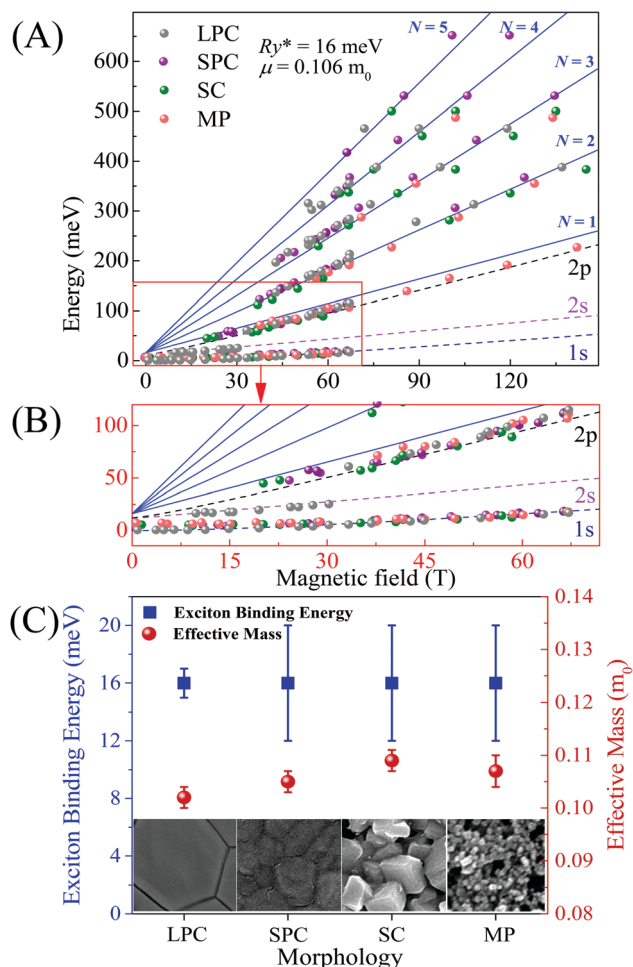 (A)
LPC
SPC
SC
MP
Ry* = 16 meV
μ = 0.106 m₀
N = 5
N = 4
N = 3
N = 2
N = 1
2p
2s
1s
Energy (meV)
600
500
400
300
200
100
0
0 30 60 90 120
(B)
100
50
0
2p
2s
1s
0 15 30 45 60
Magnetic field (T)
(C)
Exciton Binding Energy
Effective Mass
Exciton Binding Energy (meV)
20
16
12
8
4
0
0.14
0.13
0.12
0.11
0.10
0.09
0.08
Effective Mass (m₀)
LPC SPC SC MP
Morphology